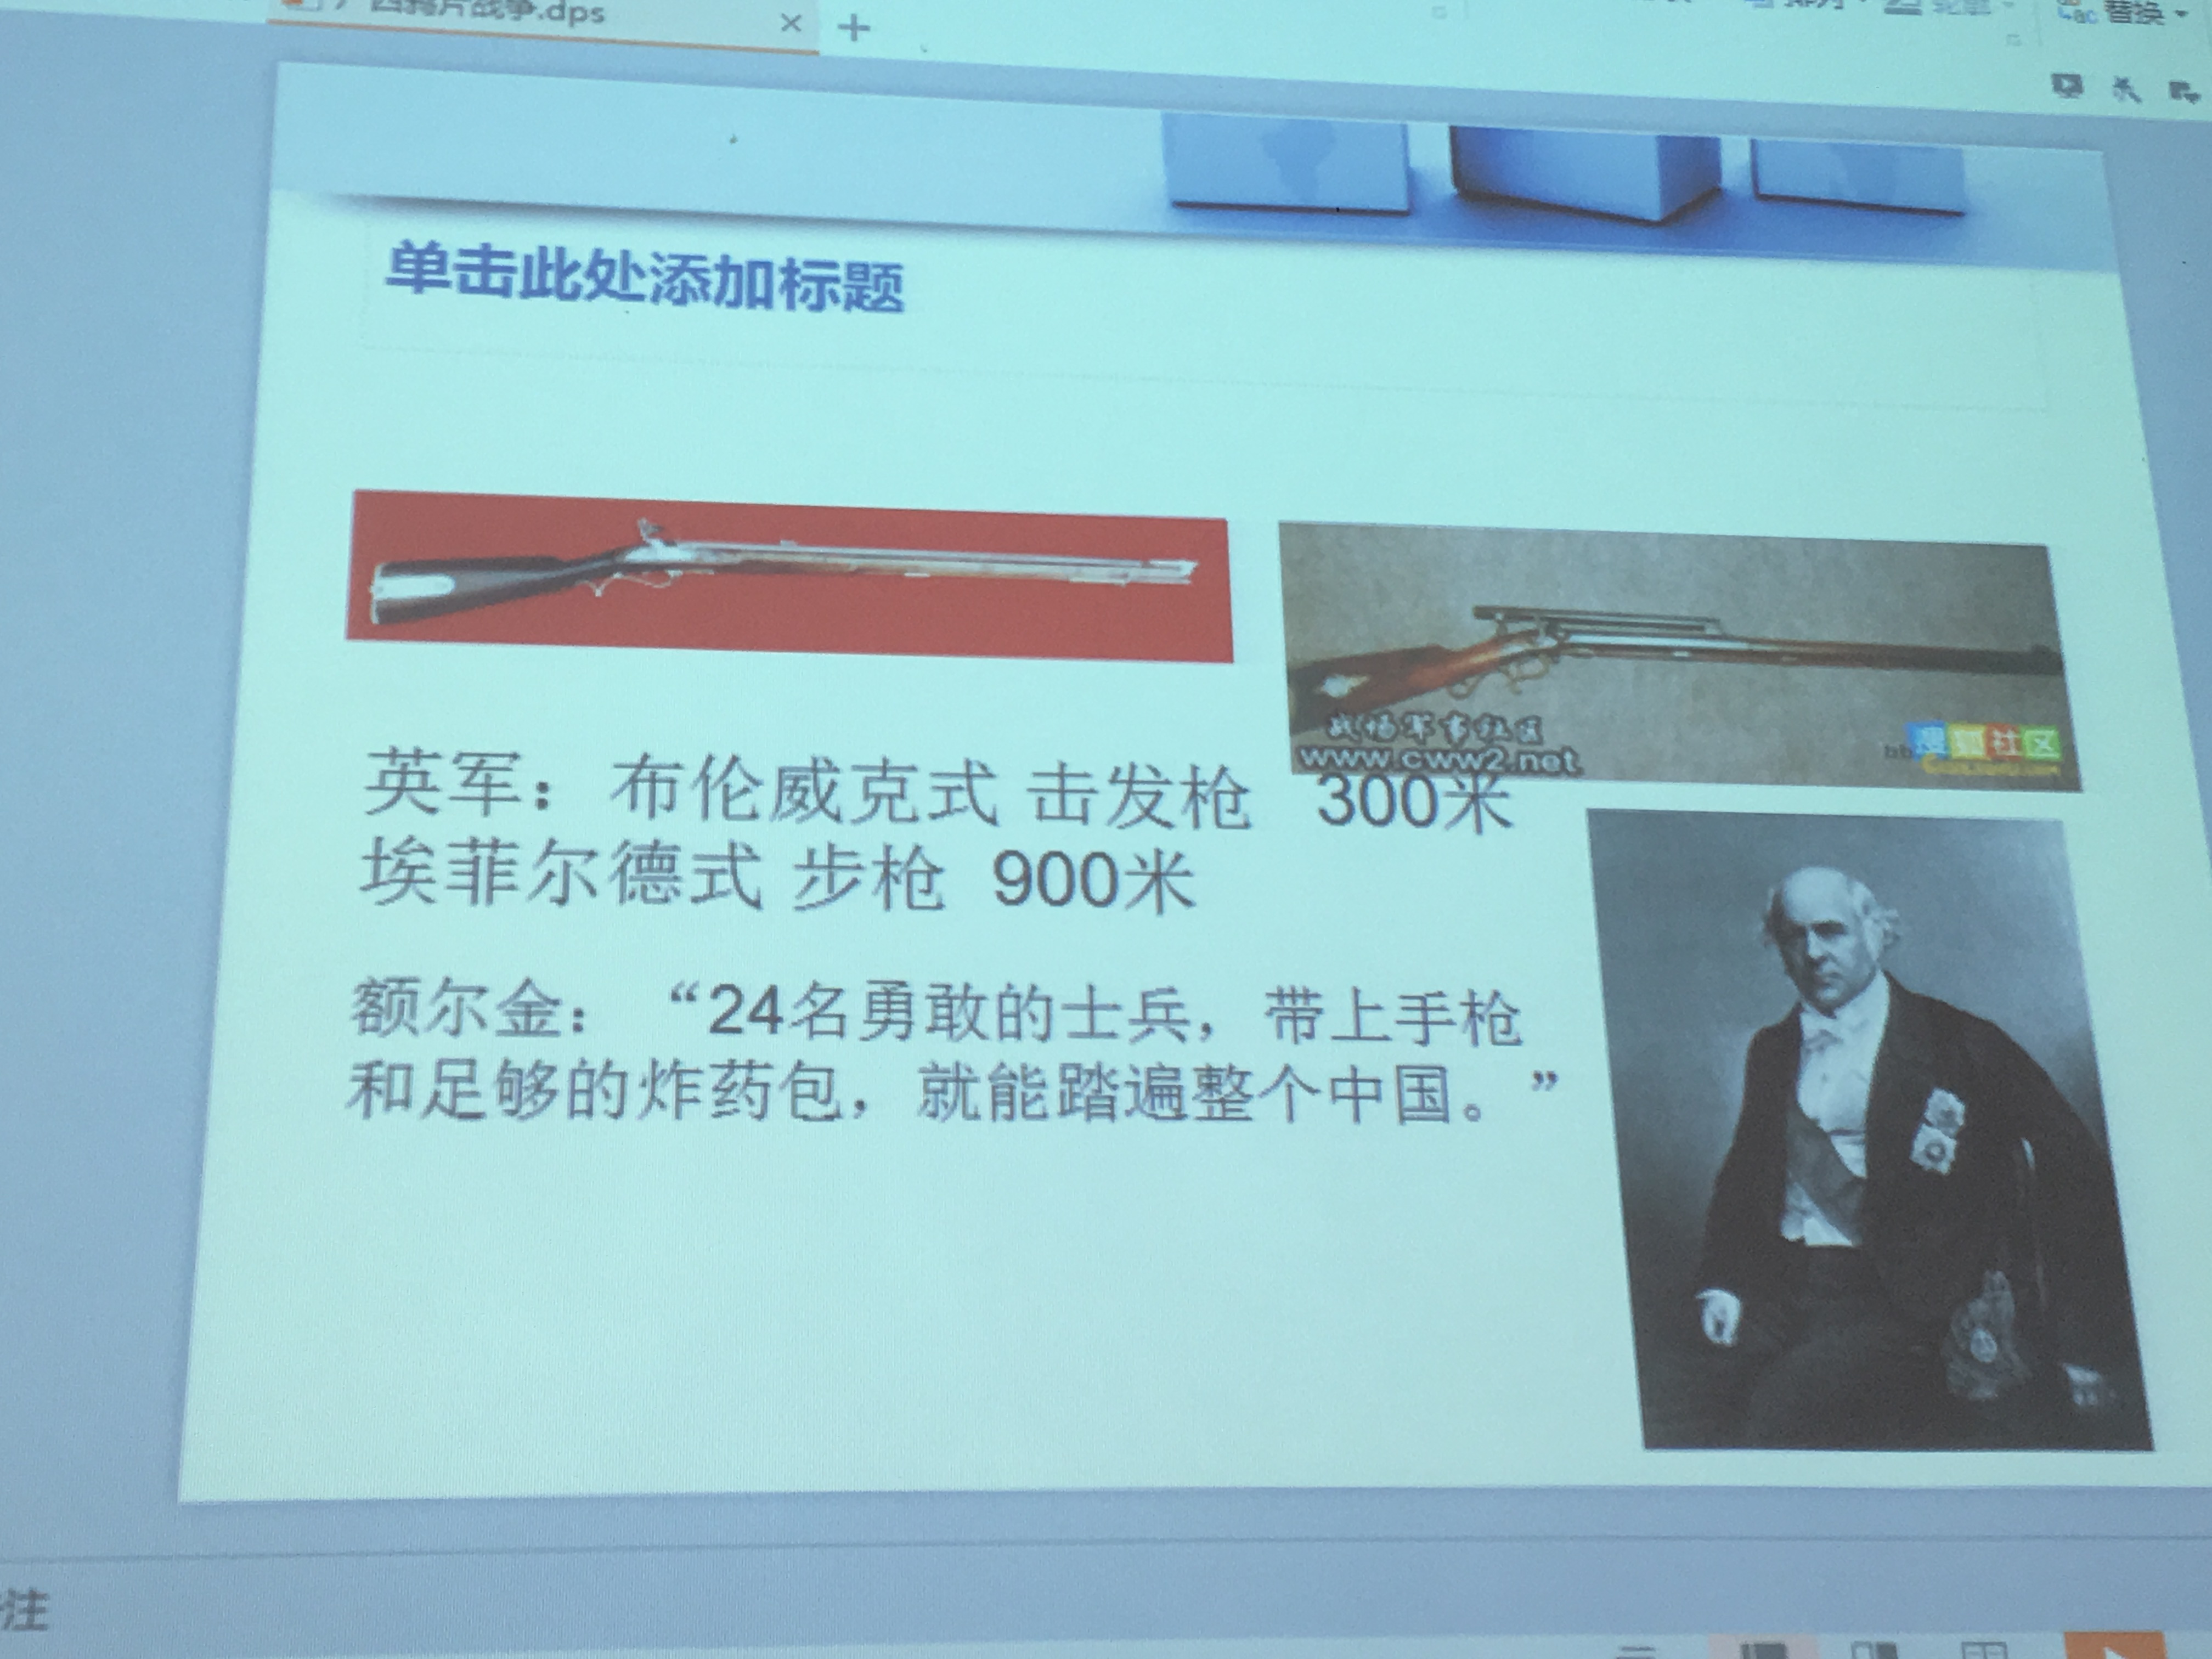 鸦片战争.dps
替换
单击此处添加标题
战场军事社区
www.cww2.net
社区
英军：布伦威克式 击发枪 300米
埃菲尔德式 步枪 900米
额尔金：“24名勇敢的士兵，带上手枪
和足够的炸药包，就能踏遍整个中国。”
注